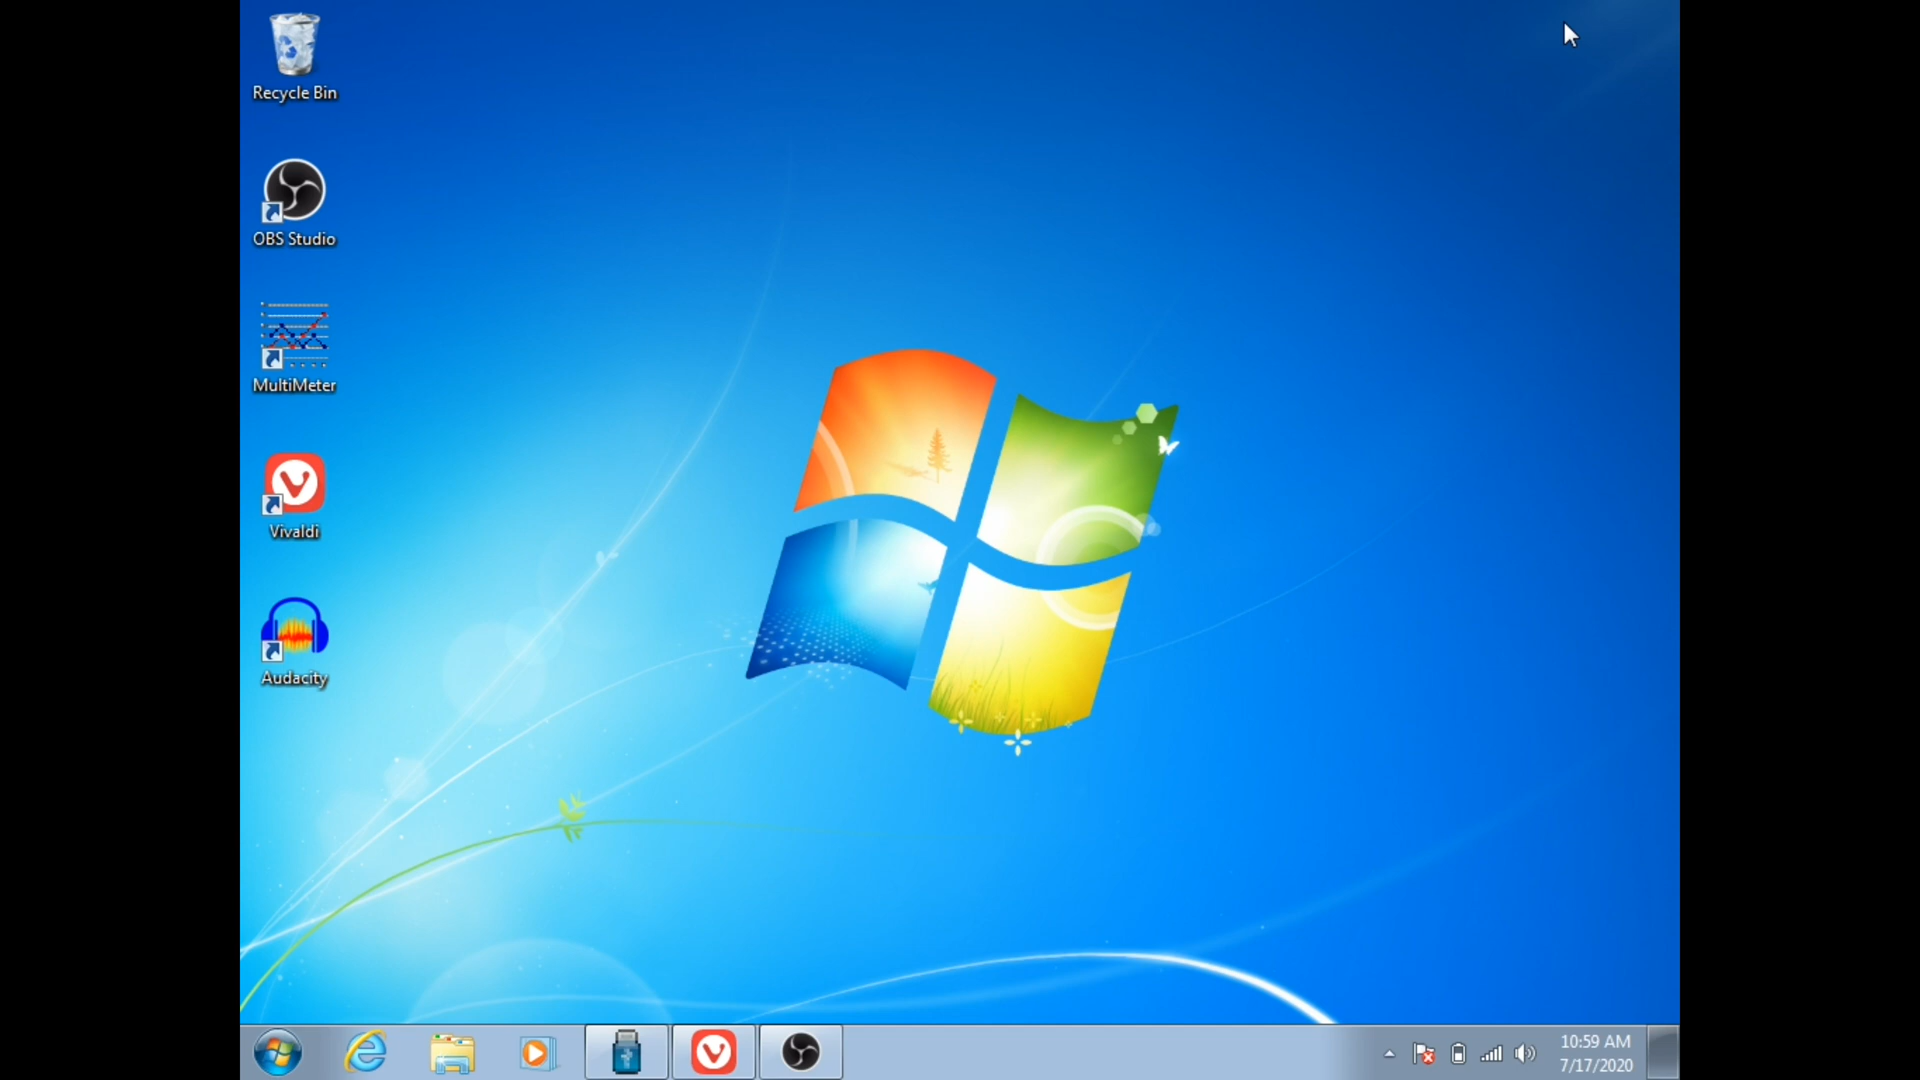 Recycle Bin
OBS Studio
MultiMeter
Vivaldi
Audacity
10:59 AM
7/17/2020